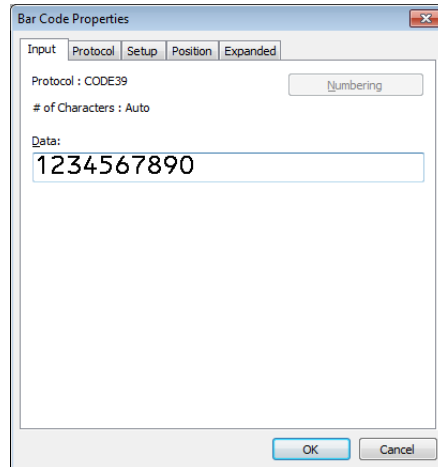 Bar Code Properties
Input Protocol Setup Position Expanded
Protocol : CODE39 Numbering
# of Characters : Auto
Data:
1234567890
OK Cancel